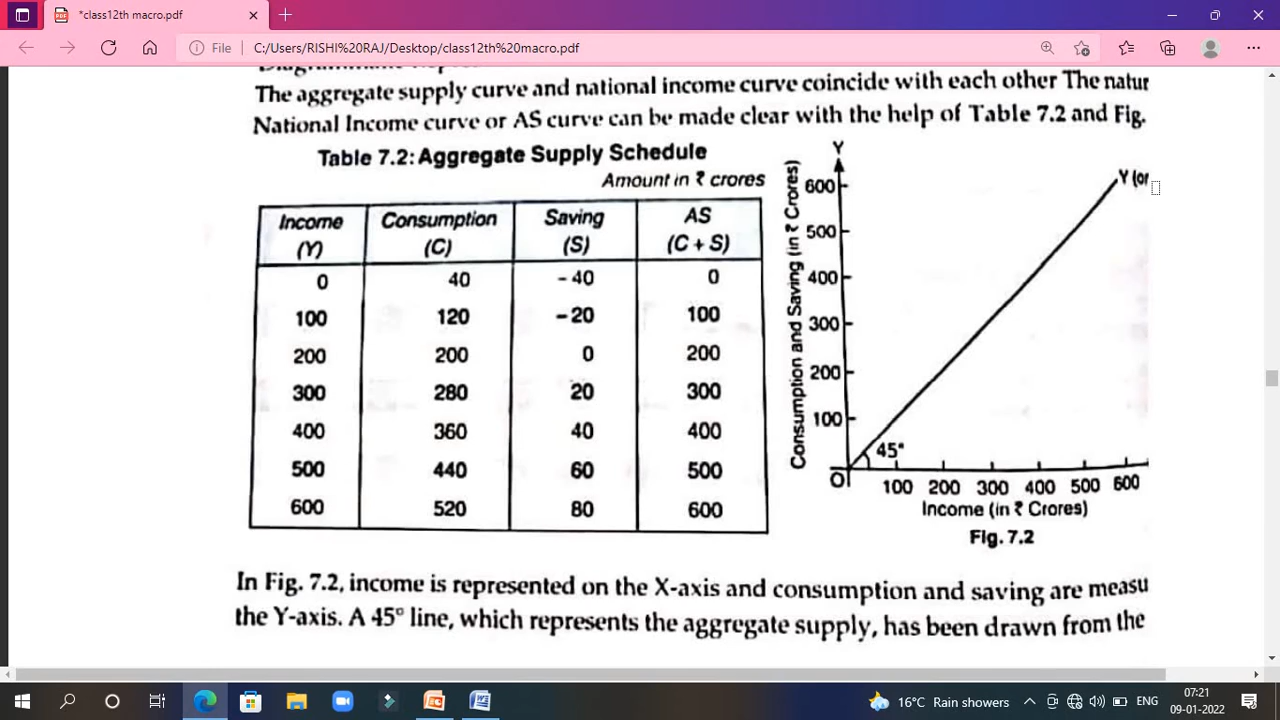 *class12th macro.pdf
File C:/Users/RISHI%20RAJ/Desktop/class12th%20macro.pdf
The aggregate supply curve and national income curve coincide with each other The natur
National Income curve or AS curve can be made clear with the help of Table 7.2 and Fig.
Table 7.2: Aggregate Supply Schedule
Amount in ₹ crores
Income (Y) Consumption (C) Saving (S) AS (C + S)
0 40 - 40 0
100 120 - 20 100
200 200 0 200
300 280 20 300
400 360 40 400
500 440 60 500
600 520 80 600
Y
Consumption and Saving (in ₹ Crores)
600
500
400
300
200
100
Y (or
45°
O
100 200 300 400 500 600
Income (in ₹ Crores)
Fig. 7.2
In Fig. 7.2, income is represented on the X-axis and consumption and saving are measu
the Y-axis. A 45° line, which represents the aggregate supply, has been drawn from the
16°C Rain showers ENG 07:21
09-01-2022